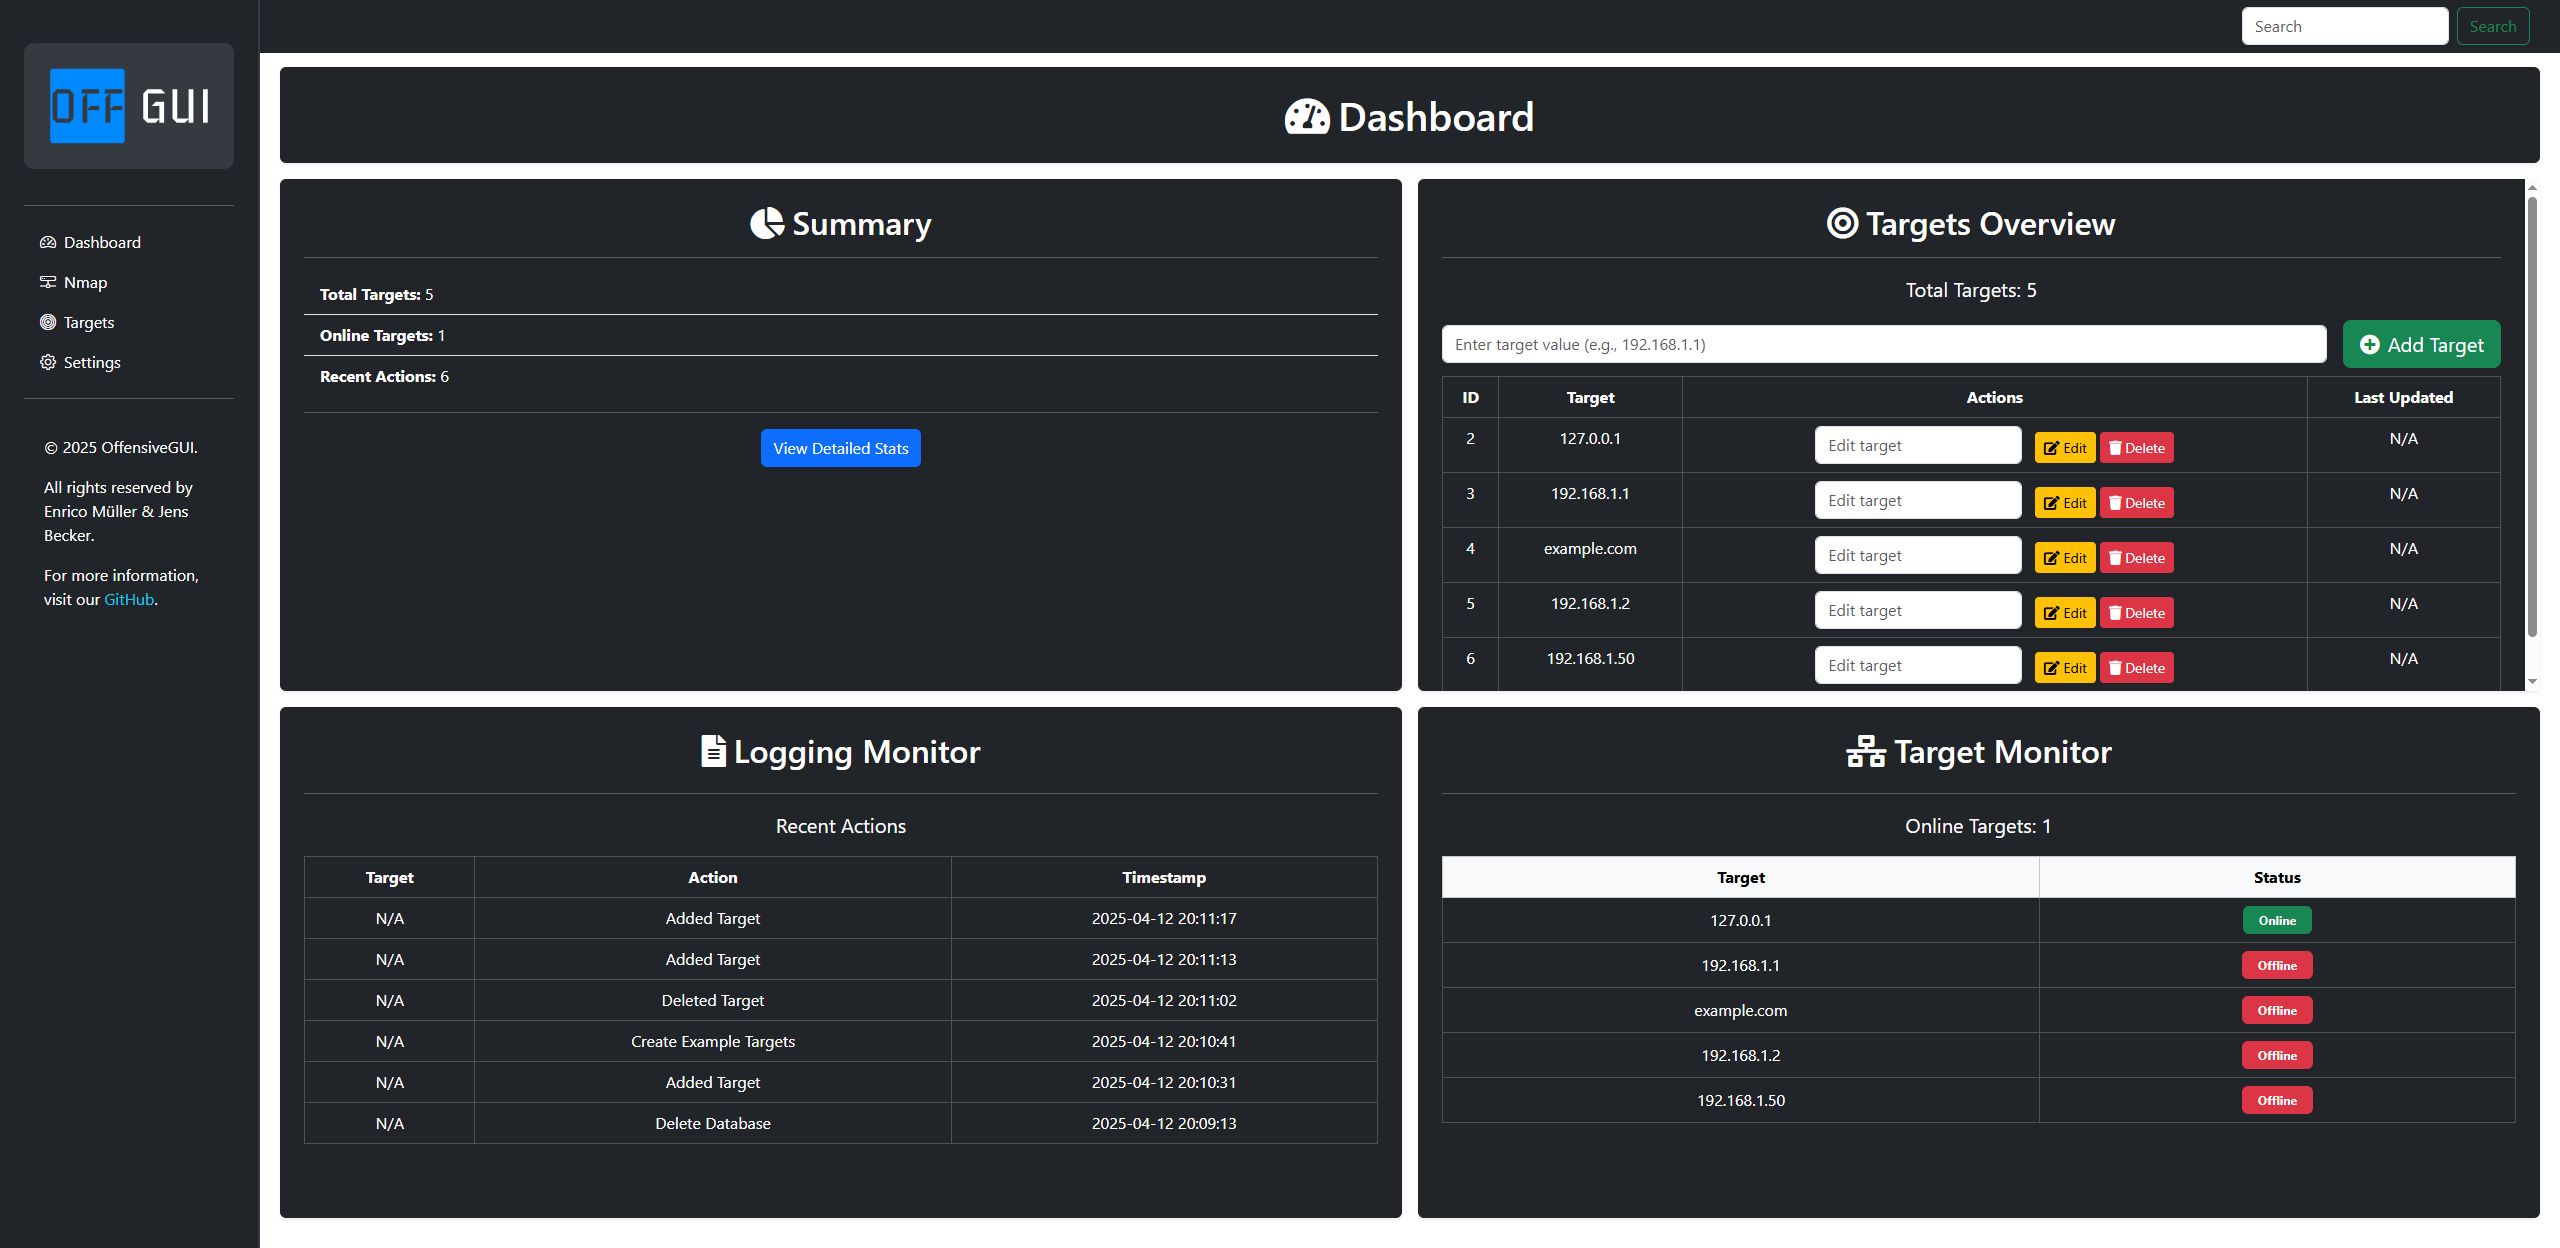 Search
Search
OFF GUI
Dashboard
Nmap
Targets
Settings
© 2025 OffensiveGUI.
All rights reserved by
Enrico Müller & Jens
Becker.
For more information,
visit our GitHub.
Dashboard
Summary
Total Targets: 5
Online Targets: 1
Recent Actions: 6
View Detailed Stats
Targets Overview
Total Targets: 5
Enter target value (e.g., 192.168.1.1)
Add Target
ID Target Actions Last Updated
2 127.0.0.1 Edit target Edit Delete N/A
3 192.168.1.1 Edit target Edit Delete N/A
4 example.com Edit target Edit Delete N/A
5 192.168.1.2 Edit target Edit Delete N/A
6 192.168.1.50 Edit target Edit Delete N/A
Logging Monitor
Recent Actions
Target Action Timestamp
N/A Added Target 2025-04-12 20:11:17
N/A Added Target 2025-04-12 20:11:13
N/A Deleted Target 2025-04-12 20:11:02
N/A Create Example Targets 2025-04-12 20:10:41
N/A Added Target 2025-04-12 20:10:31
N/A Delete Database 2025-04-12 20:09:13
Target Monitor
Online Targets: 1
Target Status
127.0.0.1 Online
192.168.1.1 Offline
example.com Offline
192.168.1.2 Offline
192.168.1.50 Offline